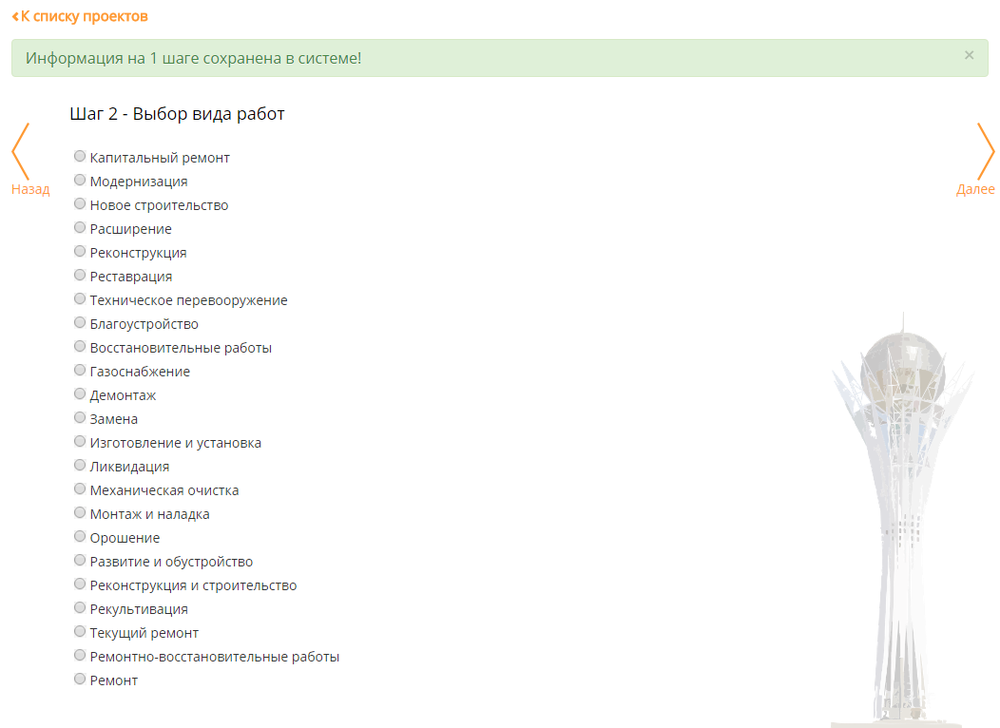 К списку проектов
Информация на 1 шаге сохранена в системе!
×
Шаг 2 - Выбор вида работ
Капитальный ремонт
Модернизация
Назад
Далее
Новое строительство
Расширение
Реконструкция
Реставрация
Техническое перевооружение
Благоустройство
Восстановительные работы
Газоснабжение
Демонтаж
Замена
Изготовление и установка
Ликвидация
Механическая очистка
Монтаж и наладка
Орошение
Развитие и обустройство
Реконструкция и строительство
Рекультивация
Текущий ремонт
Ремонтно-восстановительные работы
Ремонт